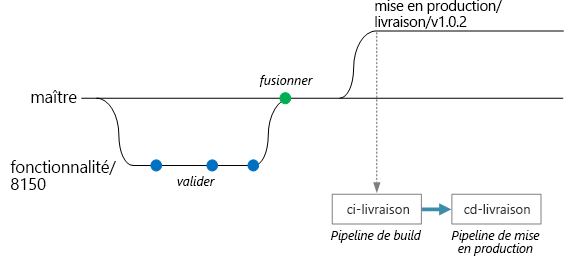 mise en production/
livraison/v1.0.2
fusionner
maître
fonctionnalité/
8150
valider
ci-livraison
cd-livraison
Pipeline de build
Pipeline de mise
en production